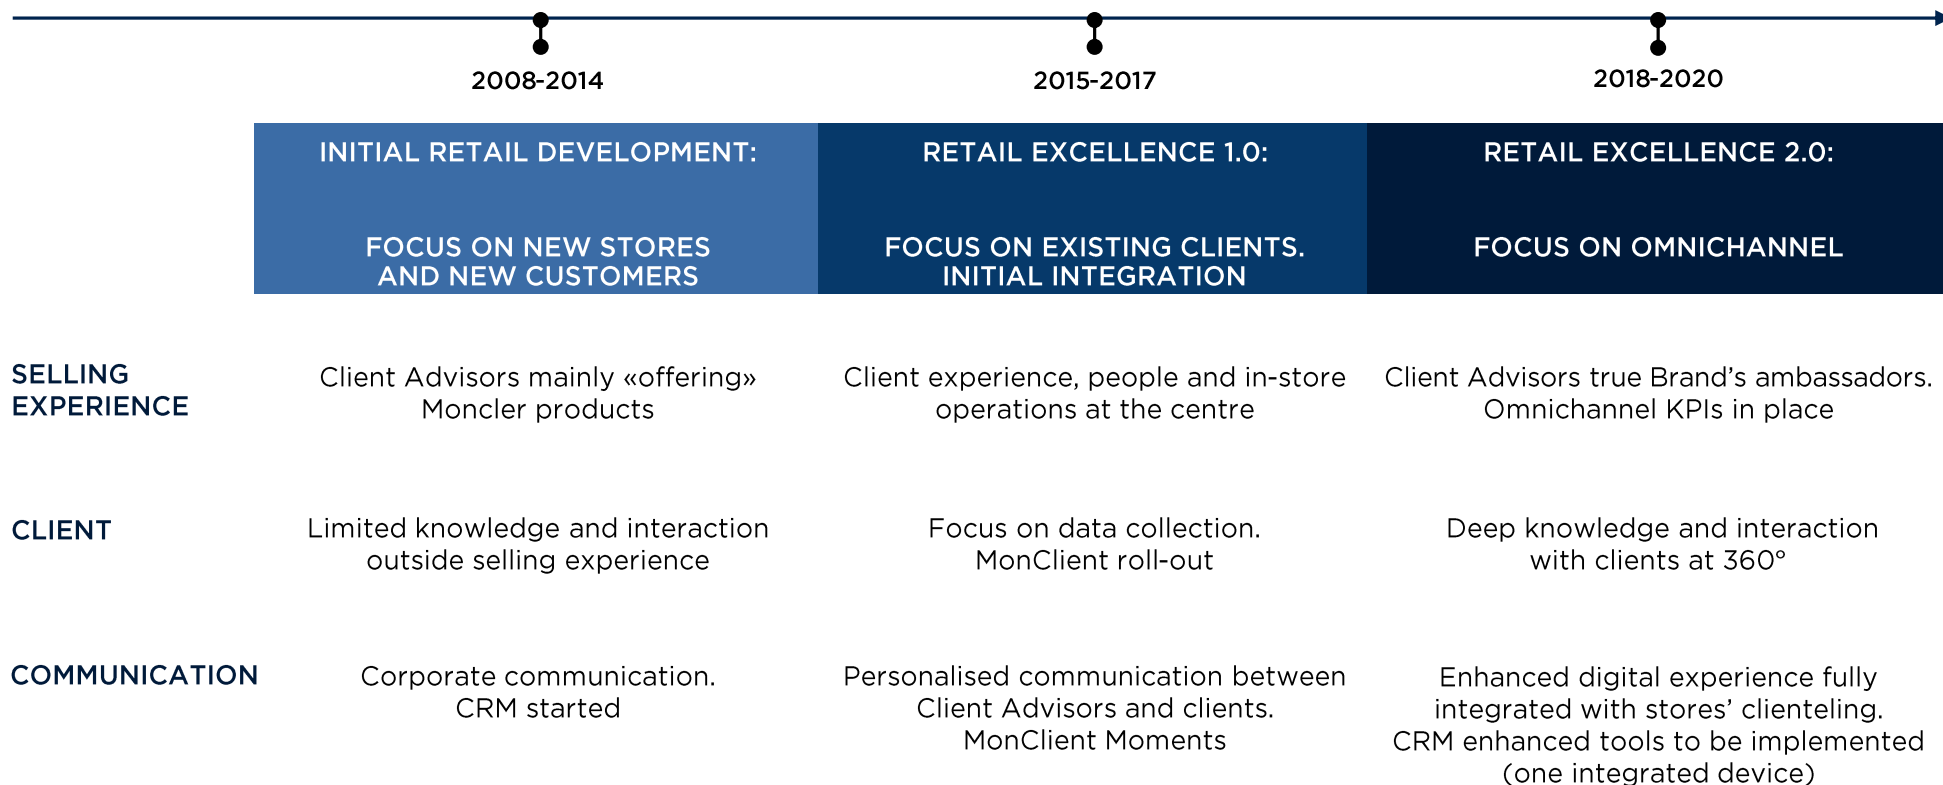 2008-2014
2015-2017
2018-2020
INITIAL RETAIL DEVELOPMENT:
FOCUS ON NEW STORES
AND NEW CUSTOMERS
RETAIL EXCELLENCE 1.0:
FOCUS ON EXISTING CLIENTS.
INITIAL INTEGRATION
RETAIL EXCELLENCE 2.0:
FOCUS ON OMNICHANNEL
SELLING
EXPERIENCE
Client Advisors mainly «offering»
Moncler products
Client experience, people and in-store
operations at the centre
Client Advisors true Brand’s ambassadors.
Omnichannel KPIs in place
CLIENT
Limited knowledge and interaction
outside selling experience
Focus on data collection.
MonClient roll-out
Deep knowledge and interaction
with clients at 360°
COMMUNICATION
Corporate communication.
CRM started
Personalised communication between
Client Advisors and clients.
MonClient Moments
Enhanced digital experience fully
integrated with stores’ clienteling.
CRM enhanced tools to be implemented
(one integrated device)